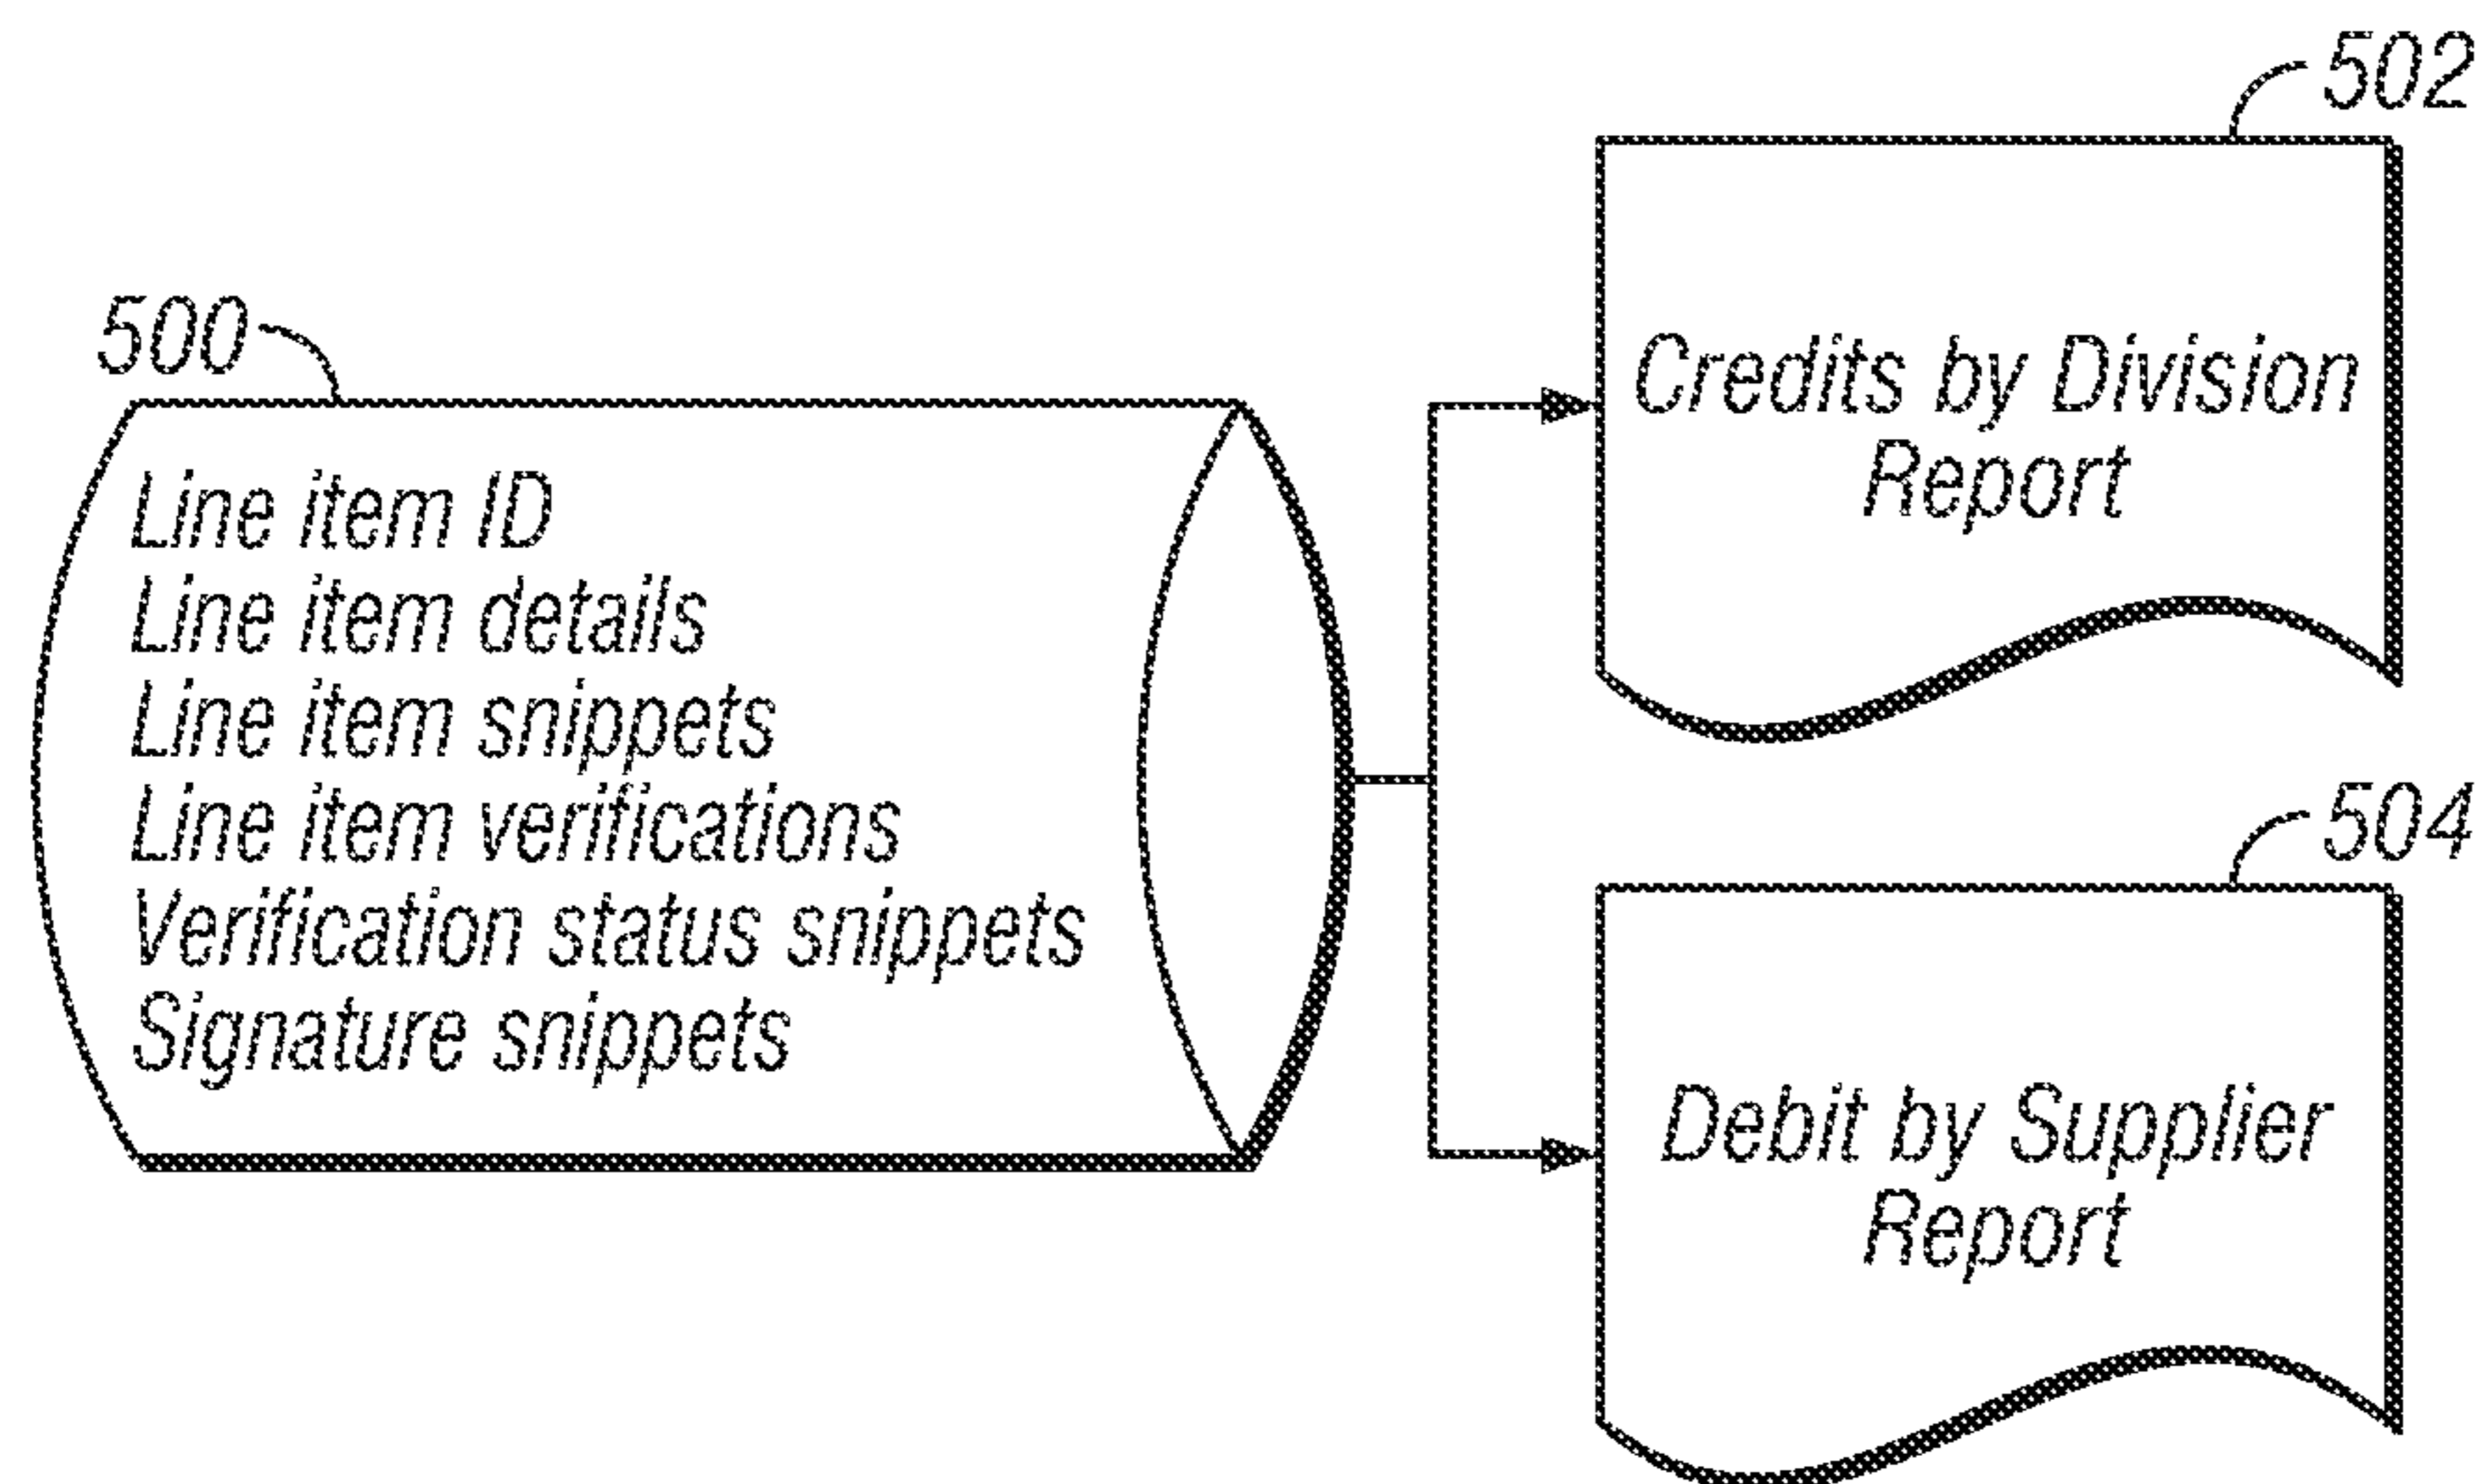 500
Line item ID
Line item details
Line item snippets
Line item verifications
Verification status snippets
Signature snippets
502
Credits by Division
Report
504
Debit by Supplier
Report